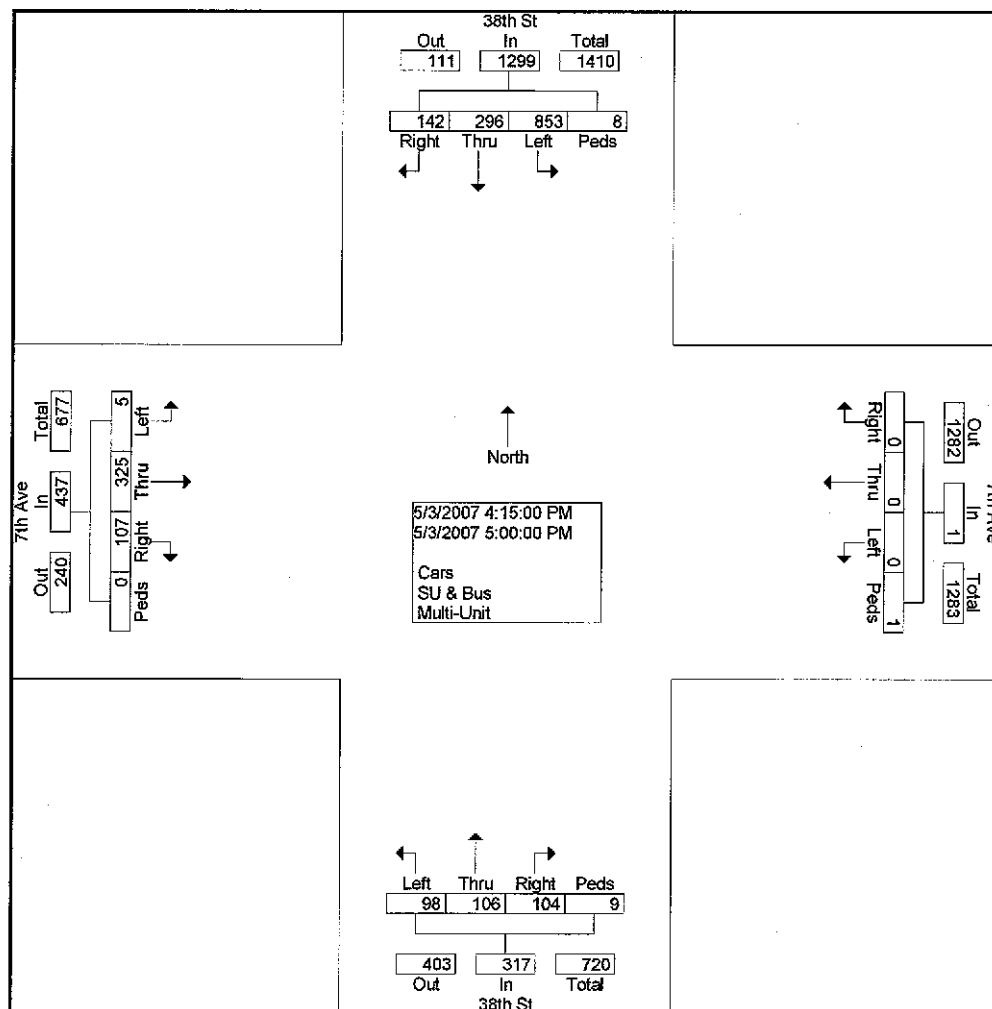 38th St
Out In Total
111 1299 1410
142 296 853 8
Right Thru Left Peds
7th Ave
Total In Out
677 437 240
5 325 107 0
Left Thru Right Peds
North
5/3/2007 4:15:00 PM
5/3/2007 5:00:00 PM
Cars
SU & Bus
Multi-Unit
Right Thru Left Peds
0 0 0 1
Out In Total
1282 1 1283
Left Thru Right Peds
98 106 104 9
403 317 720
Out In Total
38th St